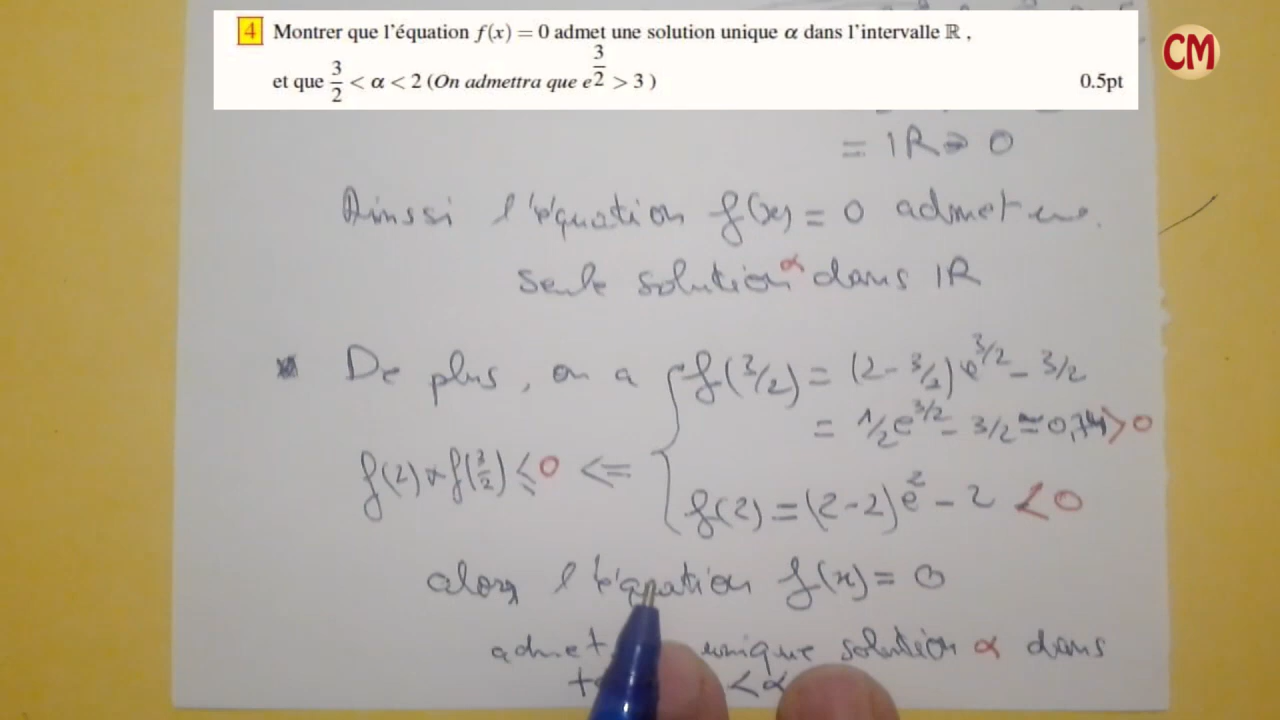 4 Montrer que l'équation f(x) = 0 admet une solution unique α dans l'intervalle ℝ ,
et que 3/2 < α < 2 (On admettra que e^(3/2) > 3 ) 0.5pt
CM
= IR ∋ 0
Ainssi l'équation f(x) = 0 admet une
seule solution α dans IR
De plus, on a f(3/2) = (2 - 3/2) e^(3/2) - 3/2
= 1/2 e^(3/2) - 3/2 ≃ 0,74 > 0
f(2) × f(3/2) ≤ 0 <=
f(2) = (2-2) e^2 - 2 < 0
alors l'équation f(x) = 0
admet unique solution α dans
< α